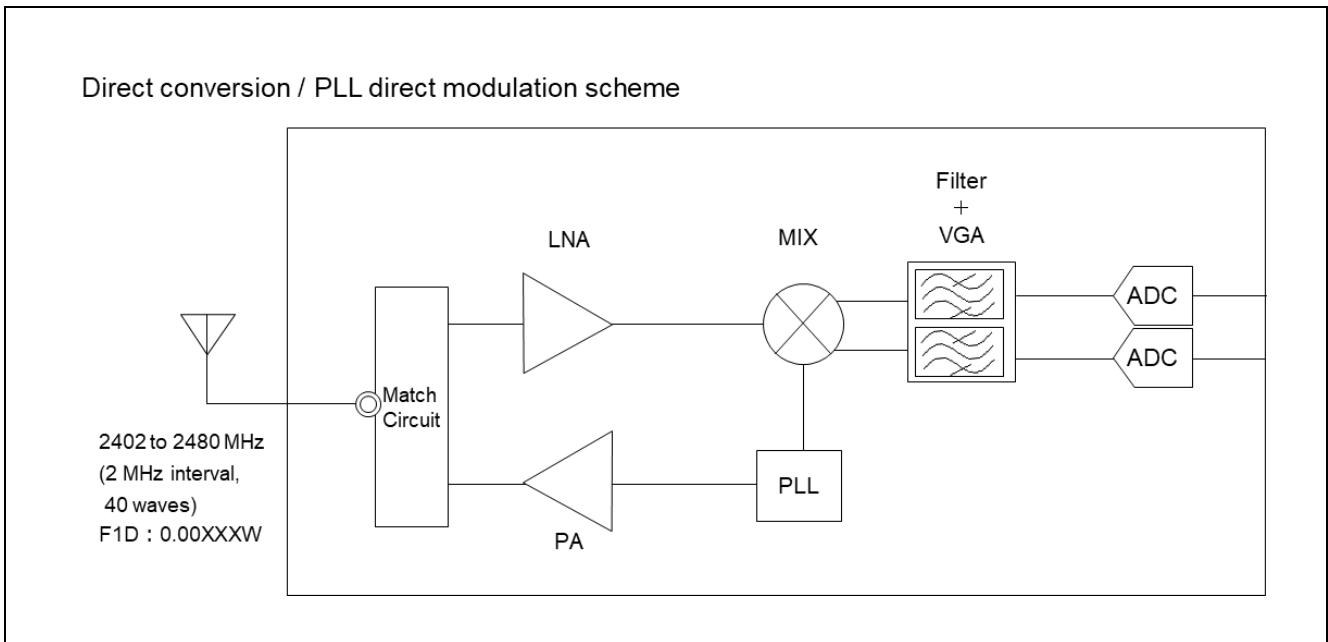 Direct conversion / PLL direct modulation scheme
Filter
+
VGA
LNA
MIX
ADC
ADC
Match
Circuit
2402 to 2480 MHz
(2 MHz interval,
40 waves)
F1D : 0.00XXXW
PLL
PA